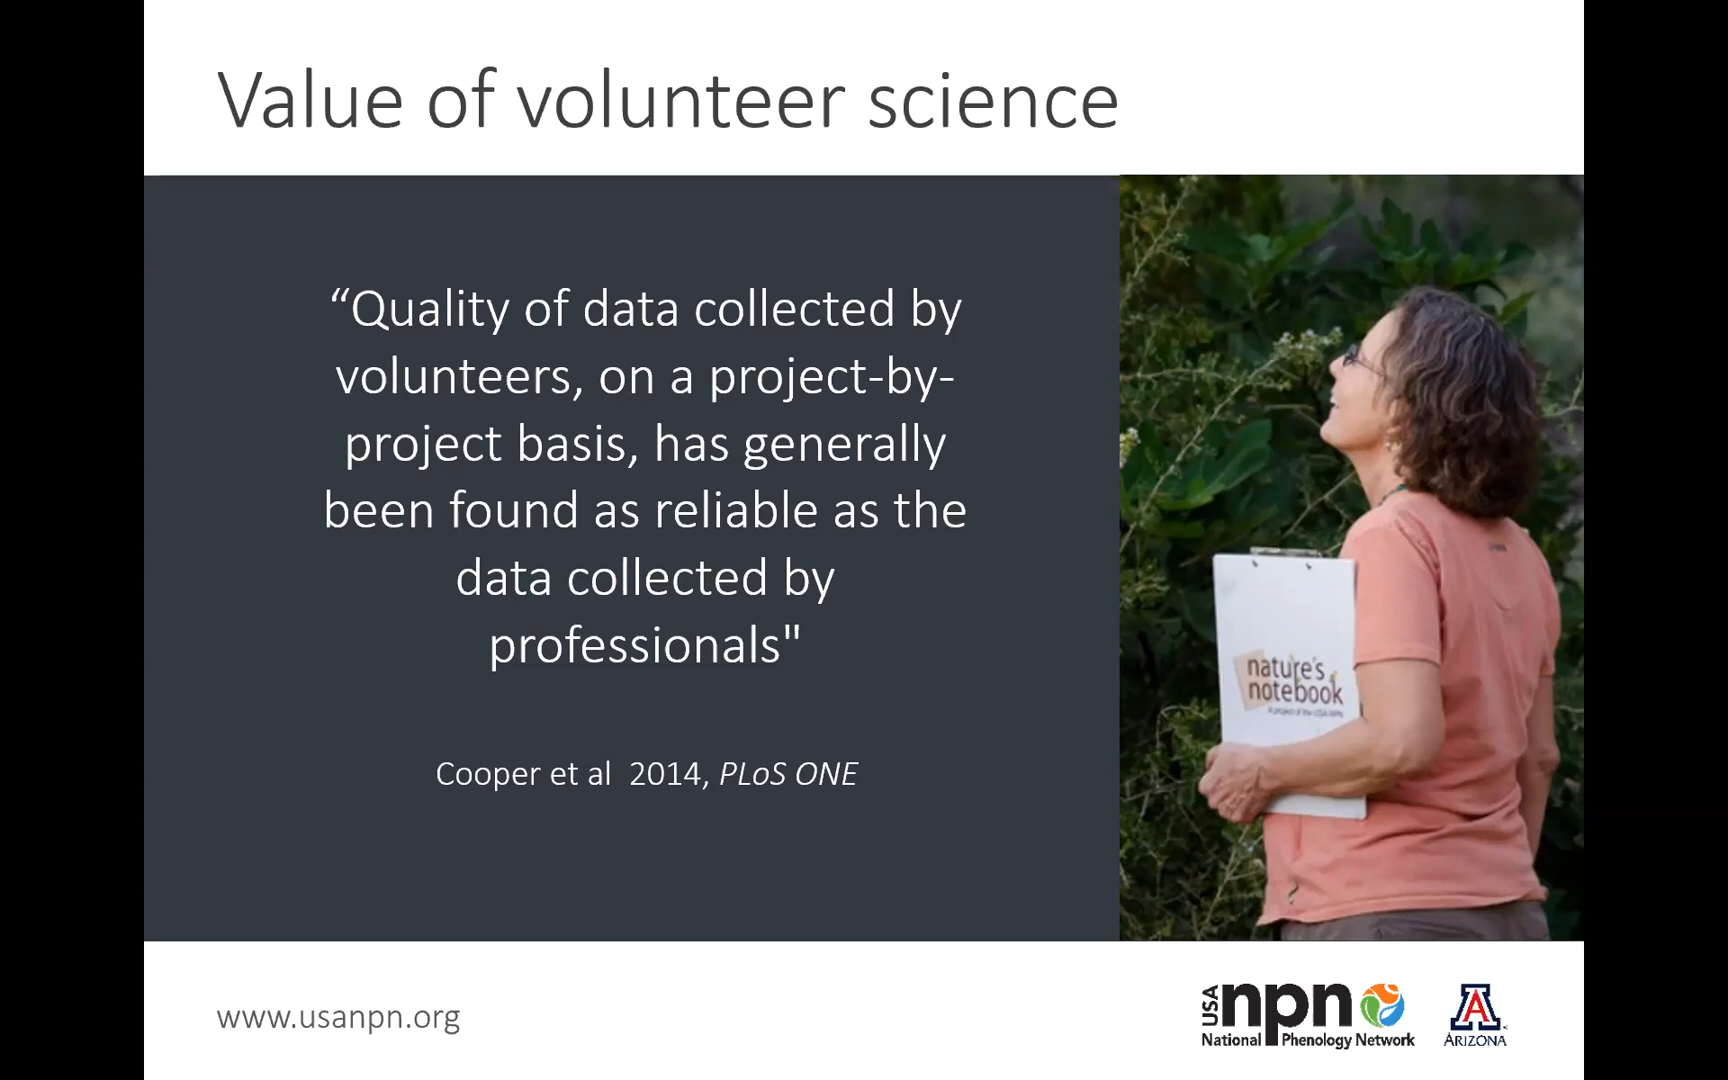 Value of volunteer science
“Quality of data collected by
volunteers, on a project-by-
project basis, has generally
been found as reliable as the
data collected by
professionals"
Cooper et al  2014, PLoS ONE
nature's
notebook
A project of the USA-NPN
www.usanpn.org
USA
npn
National Phenology Network
A
ARIZONA